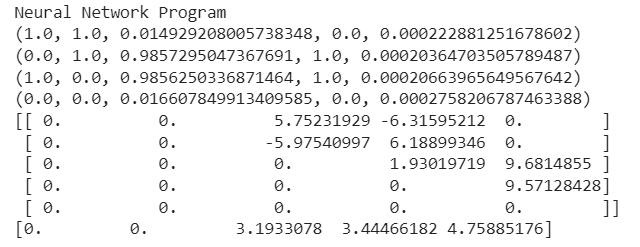 Neural Network Program
(1.0, 1.0, 0.014929208005738348, 0.0, 0.000222881251678602)
(0.0, 1.0, 0.9857295047367691, 1.0, 0.00020364703505789487)
(1.0, 0.0, 0.9856250336871464, 1.0, 0.00020663965649567642)
(0.0, 0.0, 0.016607849913409585, 0.0, 0.0002758206787463388)
[[ 0. 0. 5.75231929 -6.31595212 0. ]
[ 0. 0. -5.97540997 6.18899346 0. ]
[ 0. 0. 0. 1.93019719 9.6814855 ]
[ 0. 0. 0. 0. 9.57128428]
[ 0. 0. 0. 0. 0. ]]
[0. 0. 3.1933078 3.44466182 4.75885176]